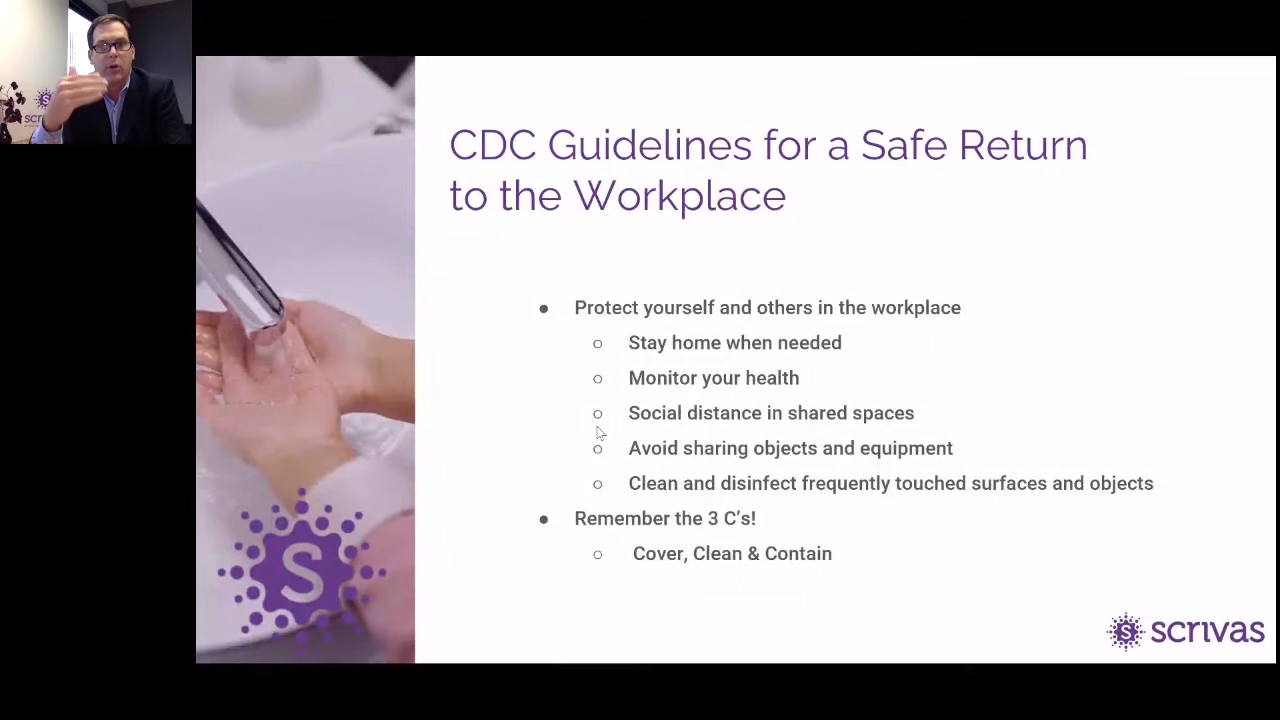 CDC Guidelines for a Safe Return
to the Workplace
● Protect yourself and others in the workplace
○ Stay home when needed
○ Monitor your health
○ Social distance in shared spaces
○ Avoid sharing objects and equipment
○ Clean and disinfect frequently touched surfaces and objects
● Remember the 3 C's!
○ Cover, Clean & Contain
S
S scrivas